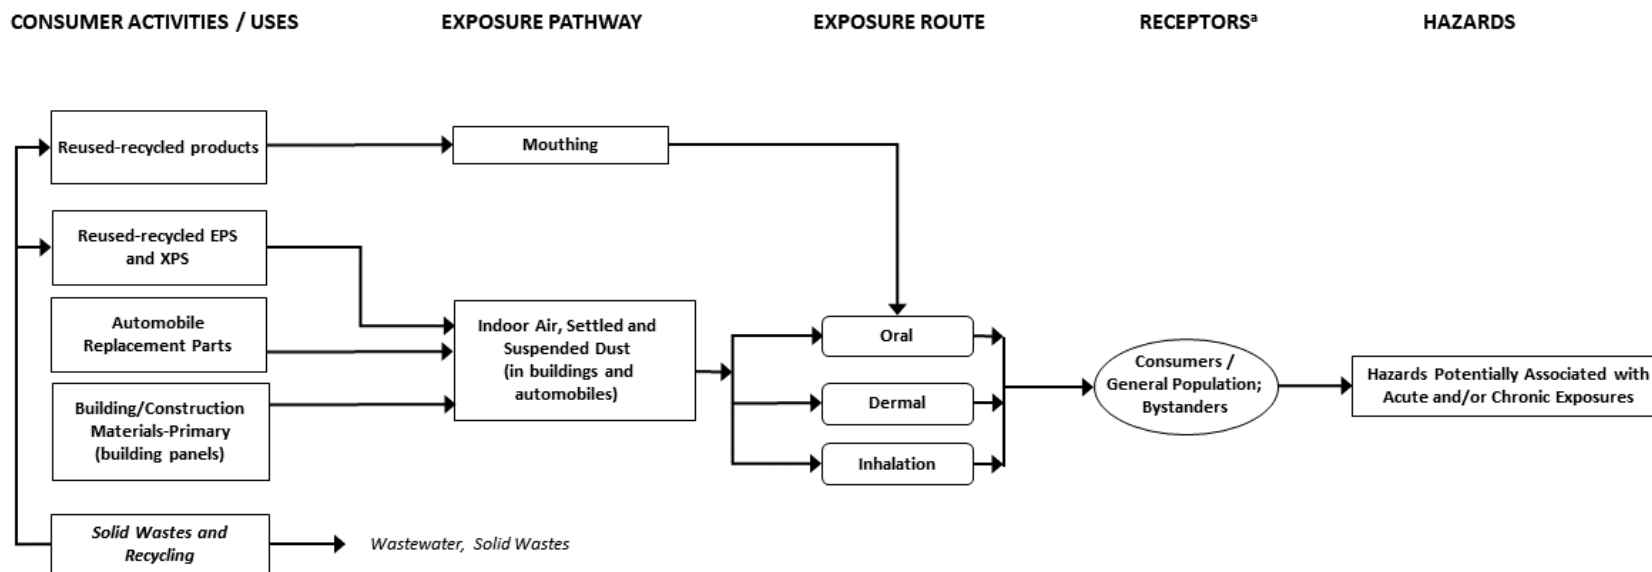 CONSUMER ACTIVITIES / USES
EXPOSURE PATHWAY
EXPOSURE ROUTE
RECEPTORSᵃ
HAZARDS
Reused-recycled products
Mouthing
Reused-recycled EPS
and XPS
Automobile
Replacement Parts
Building/Construction
Materials-Primary
(building panels)
Indoor Air, Settled and
Suspended Dust
(in buildings and
automobiles)
Oral
Dermal
Inhalation
Consumers /
General Population;
Bystanders
Hazards Potentially Associated with
Acute and/or Chronic Exposures
Solid Wastes and
Recycling
Wastewater, Solid Wastes